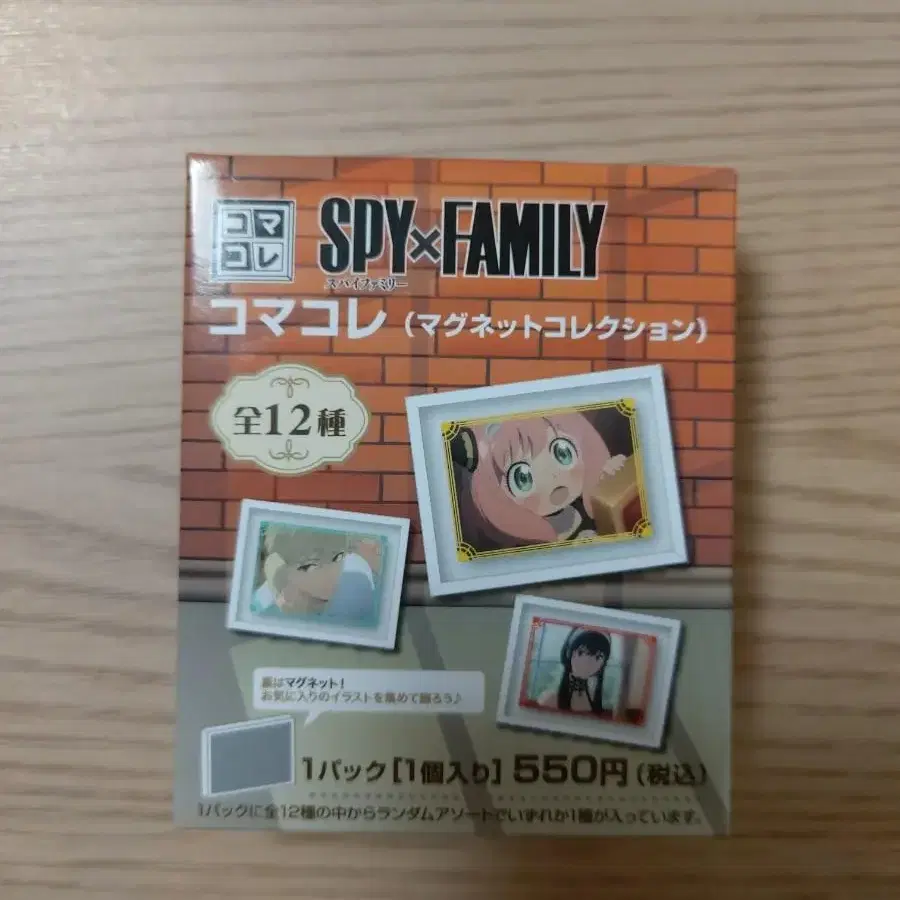 コマ
コレ
SPY×FAMILY
スパイファミリー
コマコレ（マグネットコレクション）
全12種
裏はマグネット！
お気に入りのイラストを集めて飾ろう♪
1パック[1個入り] 550円（税込）
1パックに全12種の中からランダムアソートでいずれか1種が入っています。